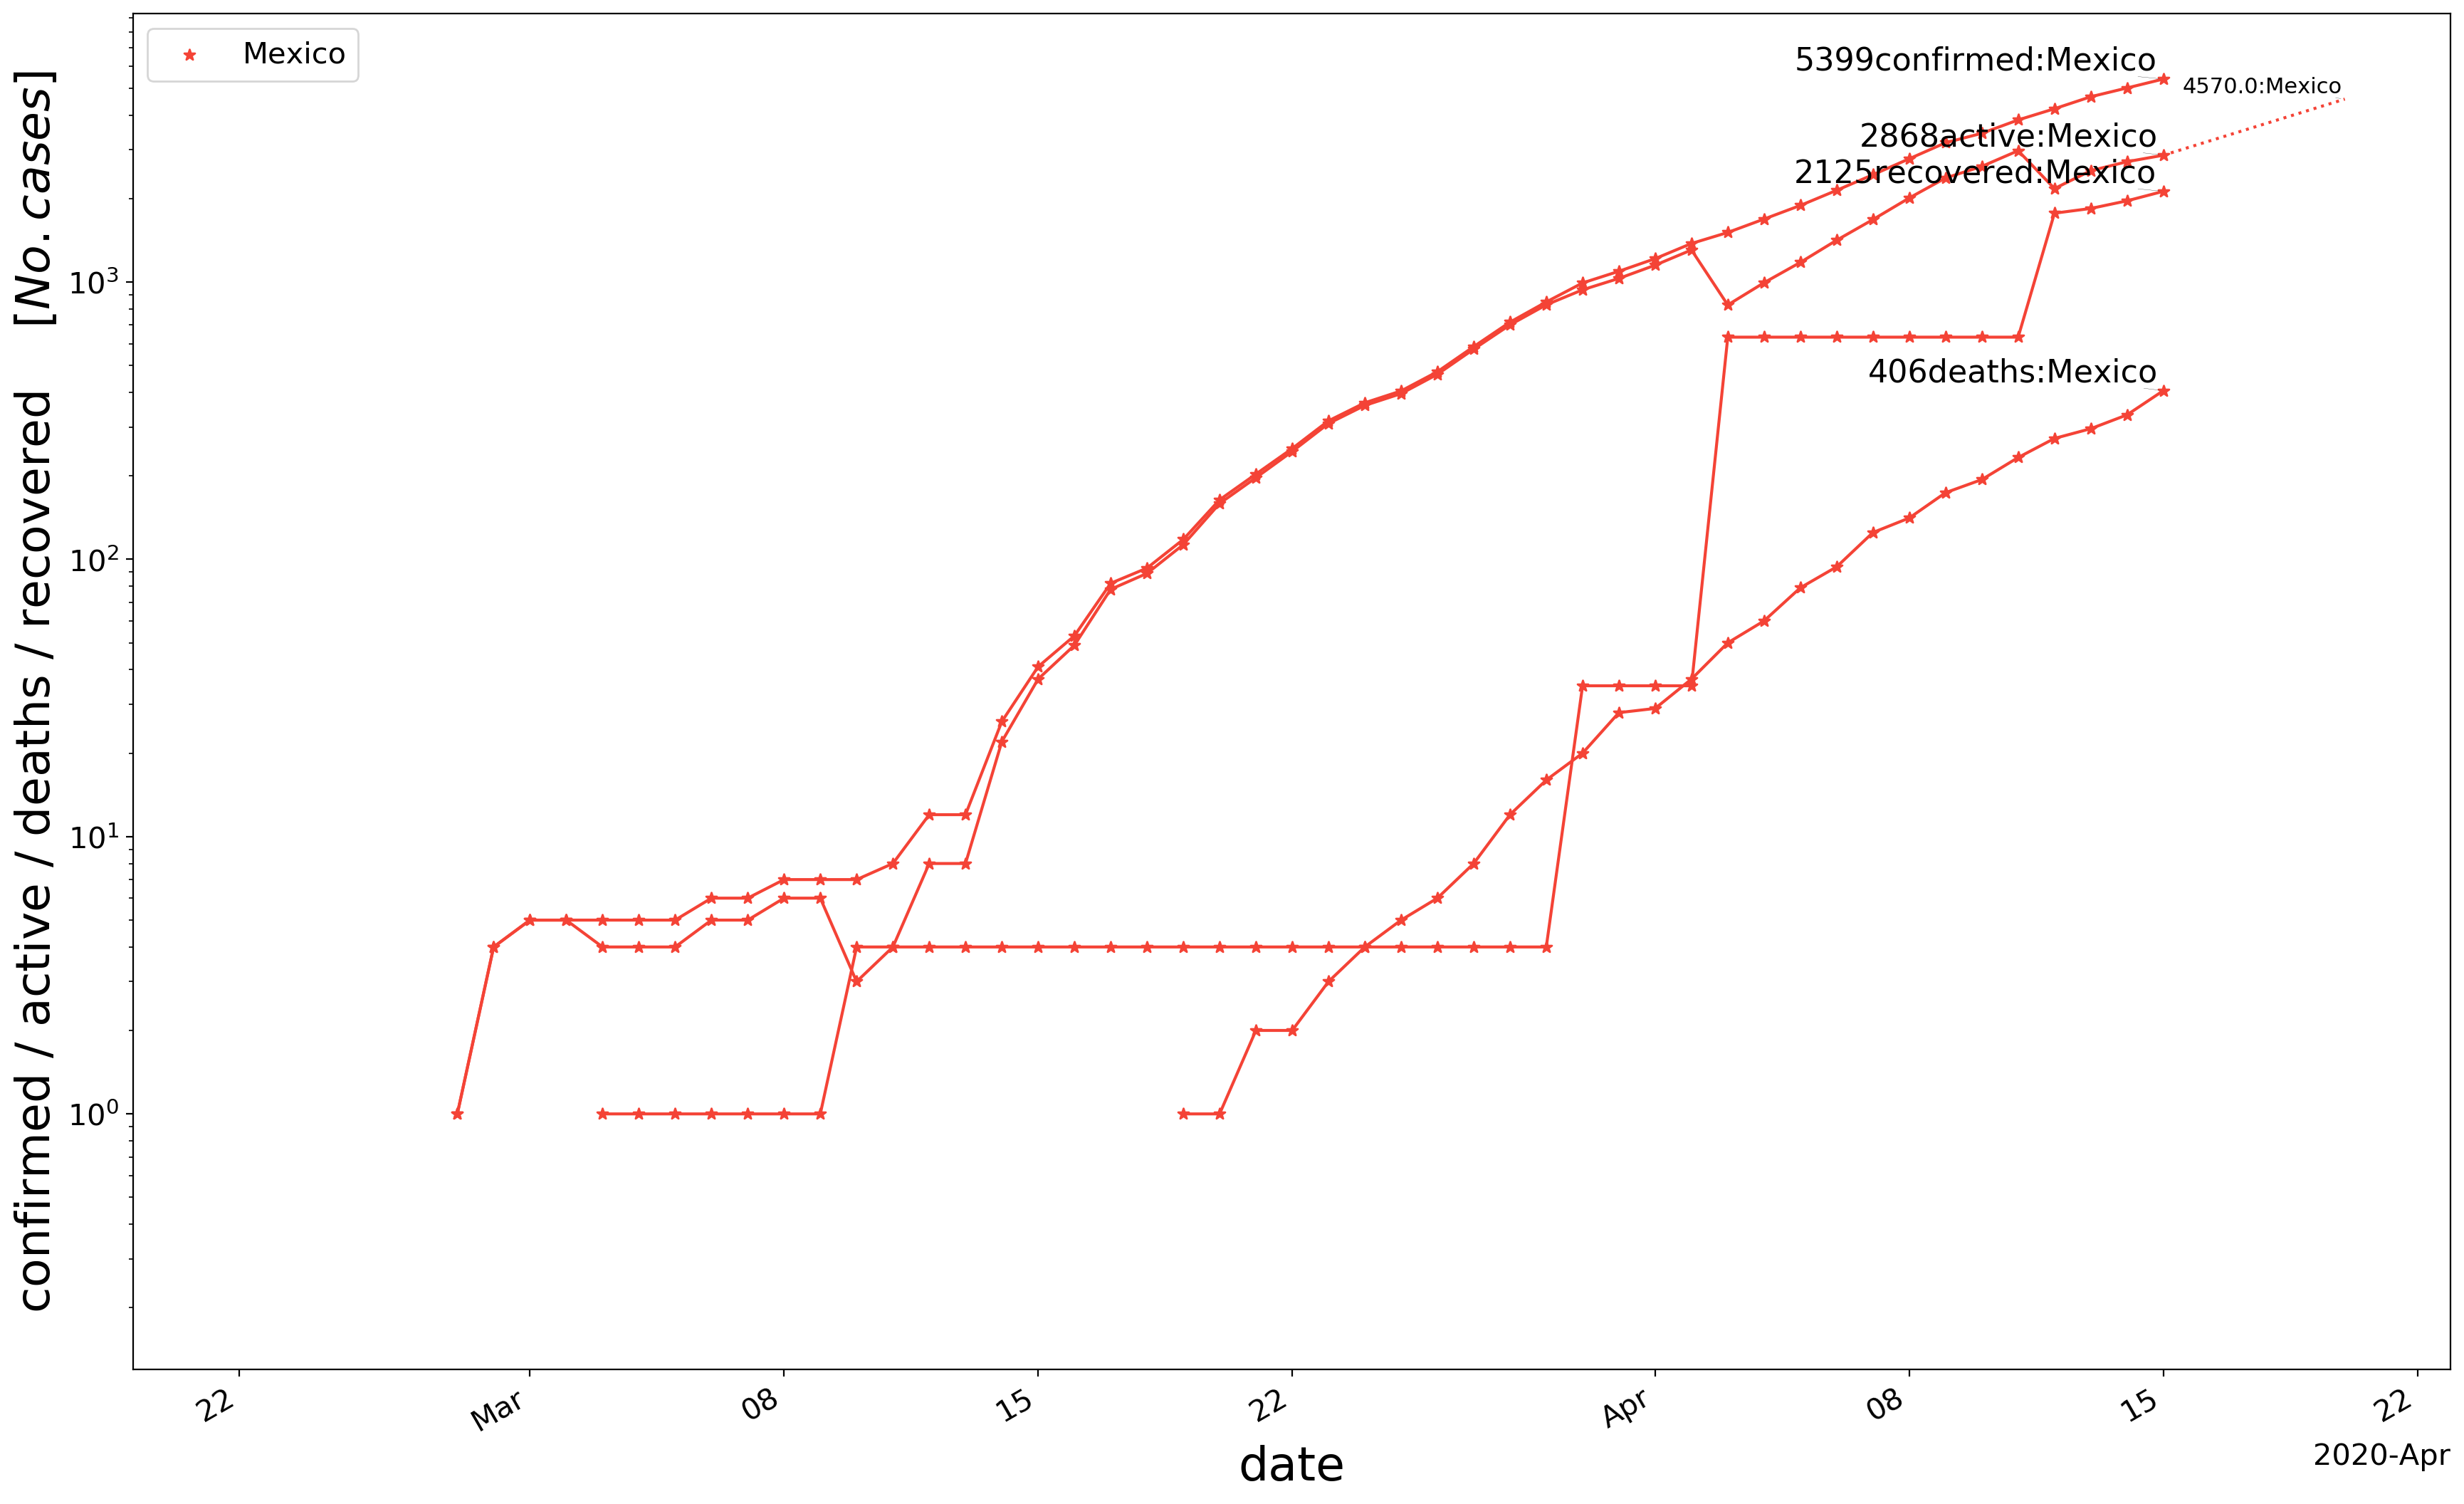 Mexico
5399confirmed:Mexico
4570.0:Mexico
2868active:Mexico
2125recovered:Mexico
406deaths:Mexico
confirmed / active / deaths / recovered [No. cases]
10³
10²
10¹
10⁰
22 Mar 08 15 22 Apr 08 15 22
date
2020-Apr